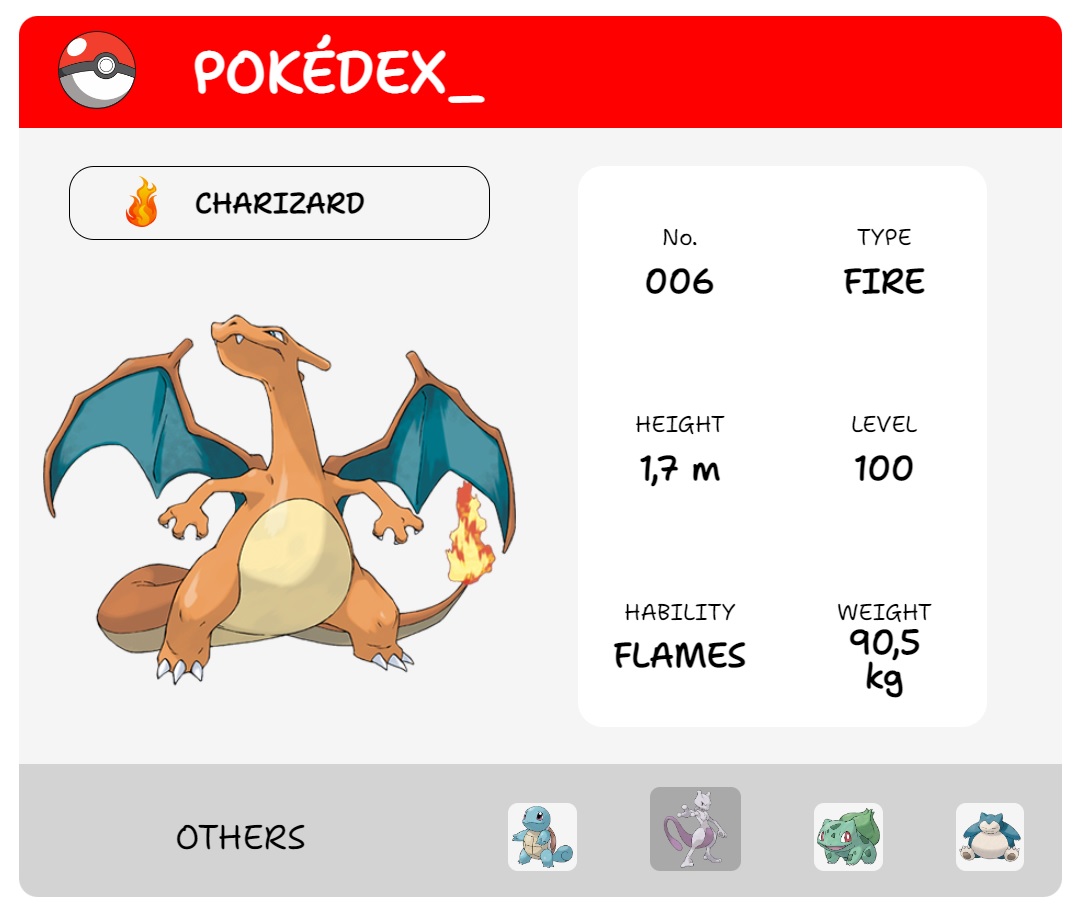 POKÉDEX_
CHARIZARD
No.
006
TYPE
FIRE
HEIGHT
1,7 m
LEVEL
100
HABILITY
FLAMES
WEIGHT
90,5
kg
OTHERS